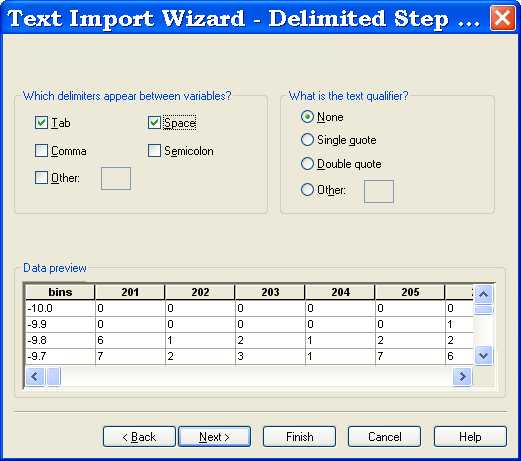 Text Import Wizard - Delimited Step ...
Which delimiters appear between variables?
Tab
Space
Comma
Semicolon
Other:
What is the text qualifier?
None
Single quote
Double quote
Other:
Data preview
bins 201 202 203 204 205
-10.0 0 0 0 0 0 0
-9.9 0 0 0 0 0 1
-9.8 6 1 2 1 2 2
-9.7 7 2 3 1 7 6
< Back Next > Finish Cancel Help